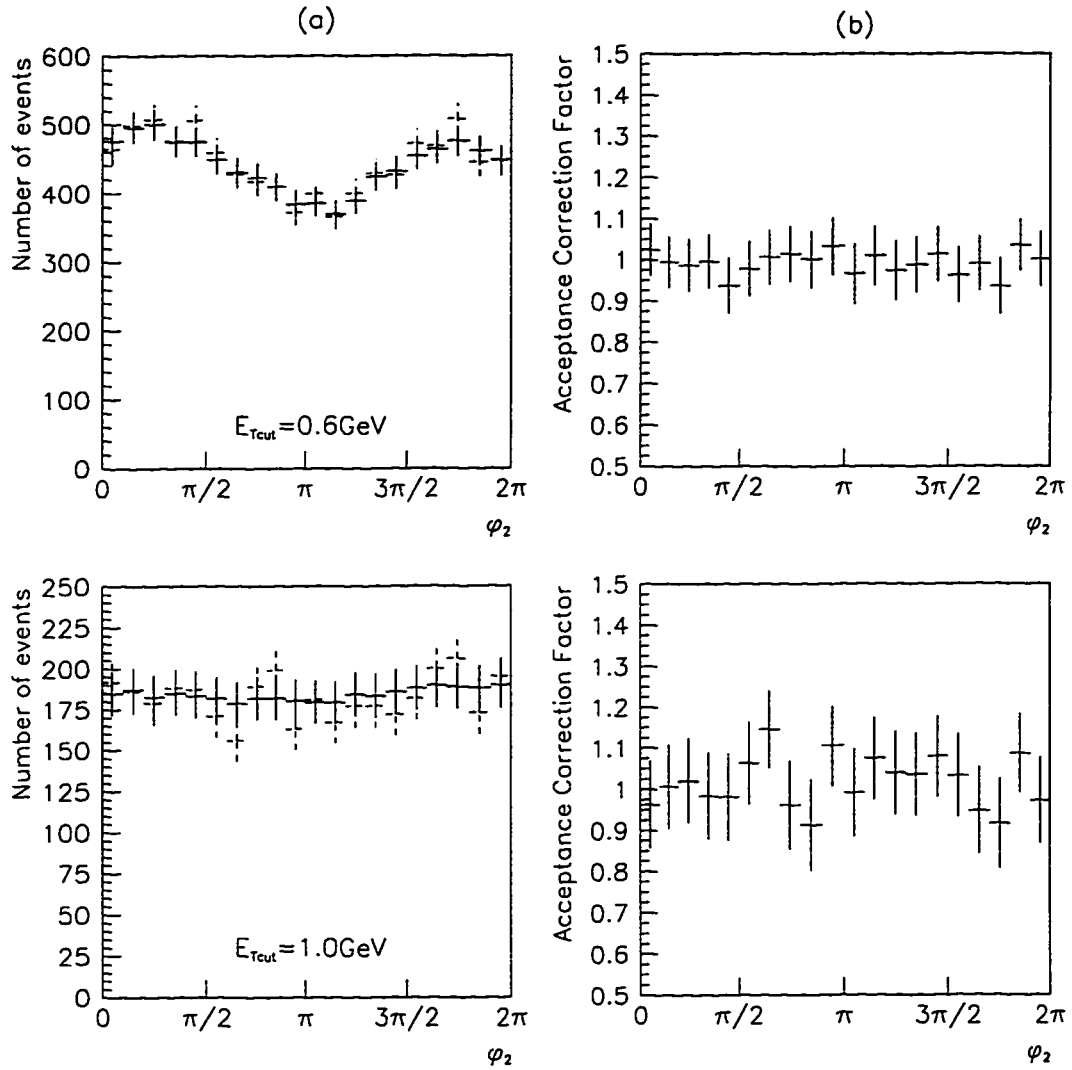 (a)
Number of events
600
500
400
300
200
100
0
E_Tcut=0.6GeV
0 π/2 π 3π/2 2π
φ₂
(b)
Acceptance Correction Factor
1.5
1.4
1.3
1.2
1.1
1
0.9
0.8
0.7
0.6
0.5
0 π/2 π 3π/2 2π
φ₂
Number of events
250
225
200
175
150
125
100
75
50
25
0
E_Tcut=1.0GeV
0 π/2 π 3π/2 2π
φ₂
Acceptance Correction Factor
1.5
1.4
1.3
1.2
1.1
1
0.9
0.8
0.7
0.6
0.5
0 π/2 π 3π/2 2π
φ₂